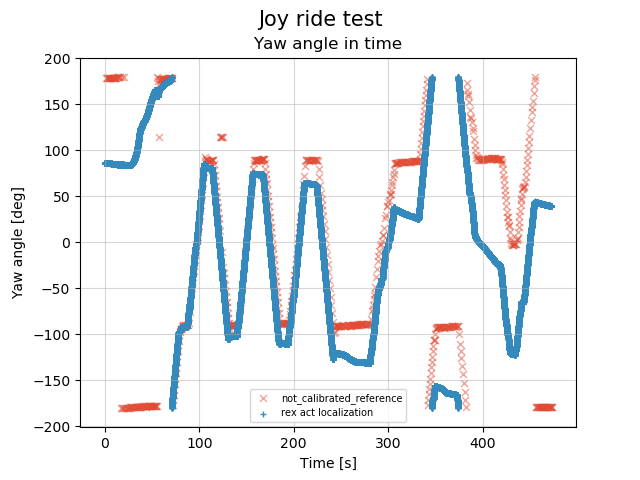 Joy ride test
Yaw angle in time
200
150
100
50
0
−50
−100
−150
−200
Yaw angle [deg]
not_calibrated_reference
rex act localization
0 100 200 300 400
Time [s]